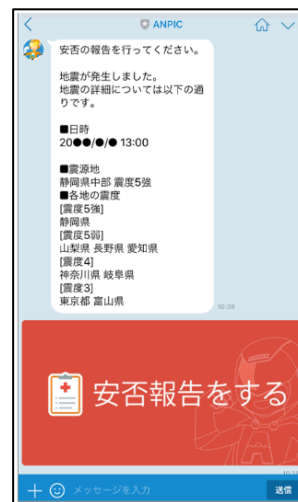 ANPIC
安否の報告を行ってください。
地震が発生しました。
地震の詳細については以下の通
りです。
■日時
20●●/●/● 13:00
■震源地
静岡県中部 震度5強
■各地の震度
[震度5強]
静岡県
[震度5弱]
山梨県 長野県 愛知県
[震度4]
神奈川県 岐阜県
[震度3]
東京都 富山県
10:38
安否報告をする
メッセージを入力
送信